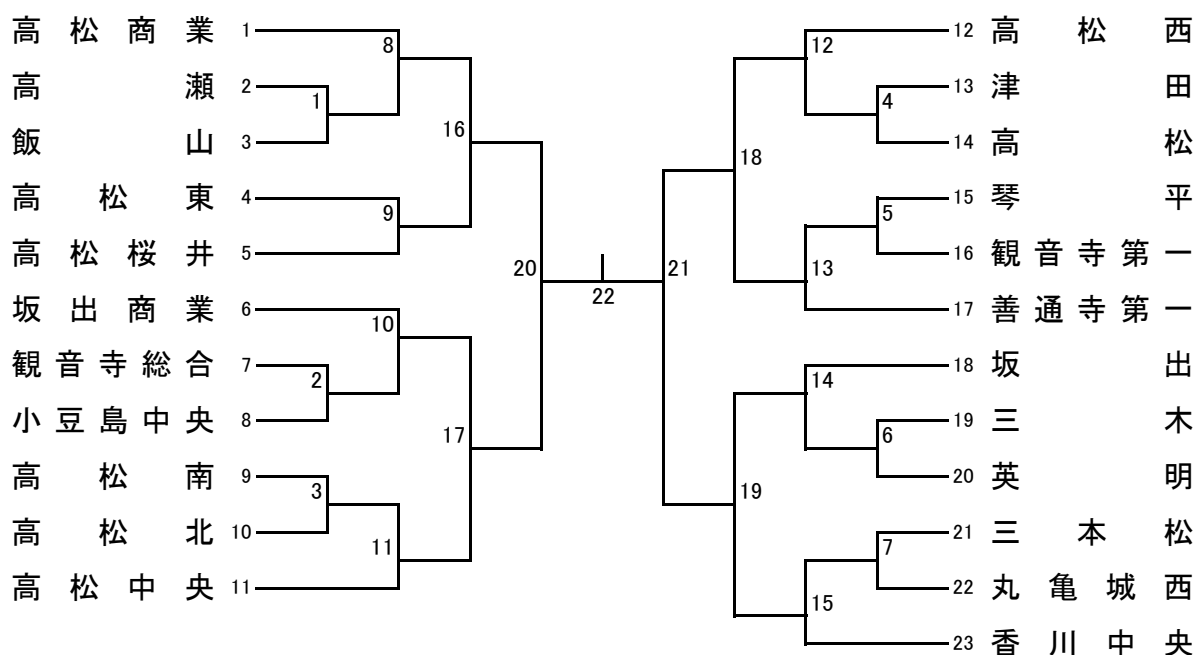 高松商業 1
高瀬 2
飯山 3
高松東 4
高松桜井 5
坂出商業 6
観音寺総合 7
小豆島中央 8
高松南 9
高松北 10
高松中央 11
8
1
16
9
10
2
17
3
11
20
22
21
12
4
18
5
13
14
6
19
7
15
12 高松西
13 津田
14 高松
15 琴平
16 観音寺第一
17 善通寺第一
18 坂出
19 三木
20 英明
21 三本松
22 丸亀城西
23 香川中央